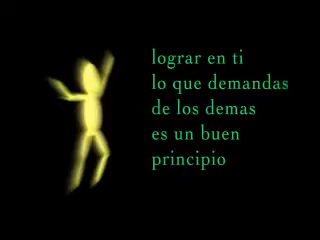 lograr en ti
lo que demandas
de los demas
es un buen
principio